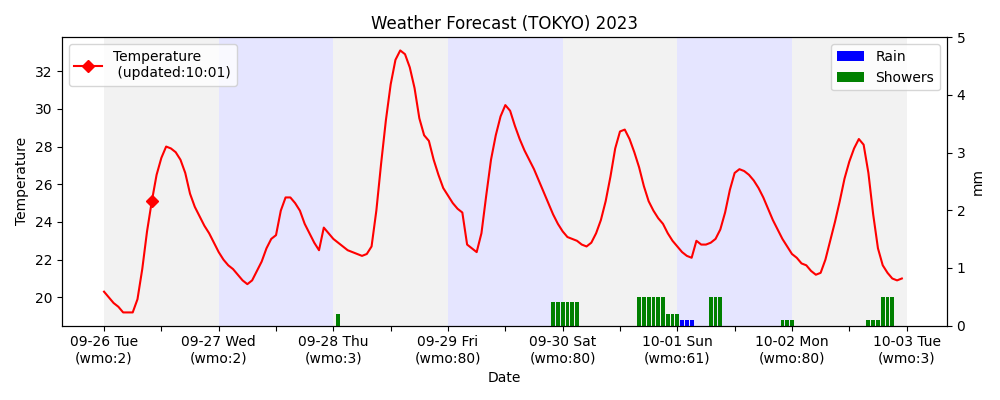 Weather Forecast (TOKYO) 2023
Temperature
(updated:10:01)
Rain
Showers
Temperature
32
30
28
26
24
22
20
5
4
3
2
1
0
mm
09-26 Tue
(wmo:2)
09-27 Wed
(wmo:2)
09-28 Thu
(wmo:3)
09-29 Fri
(wmo:80)
09-30 Sat
(wmo:80)
10-01 Sun
(wmo:61)
10-02 Mon
(wmo:80)
10-03 Tue
(wmo:3)
Date